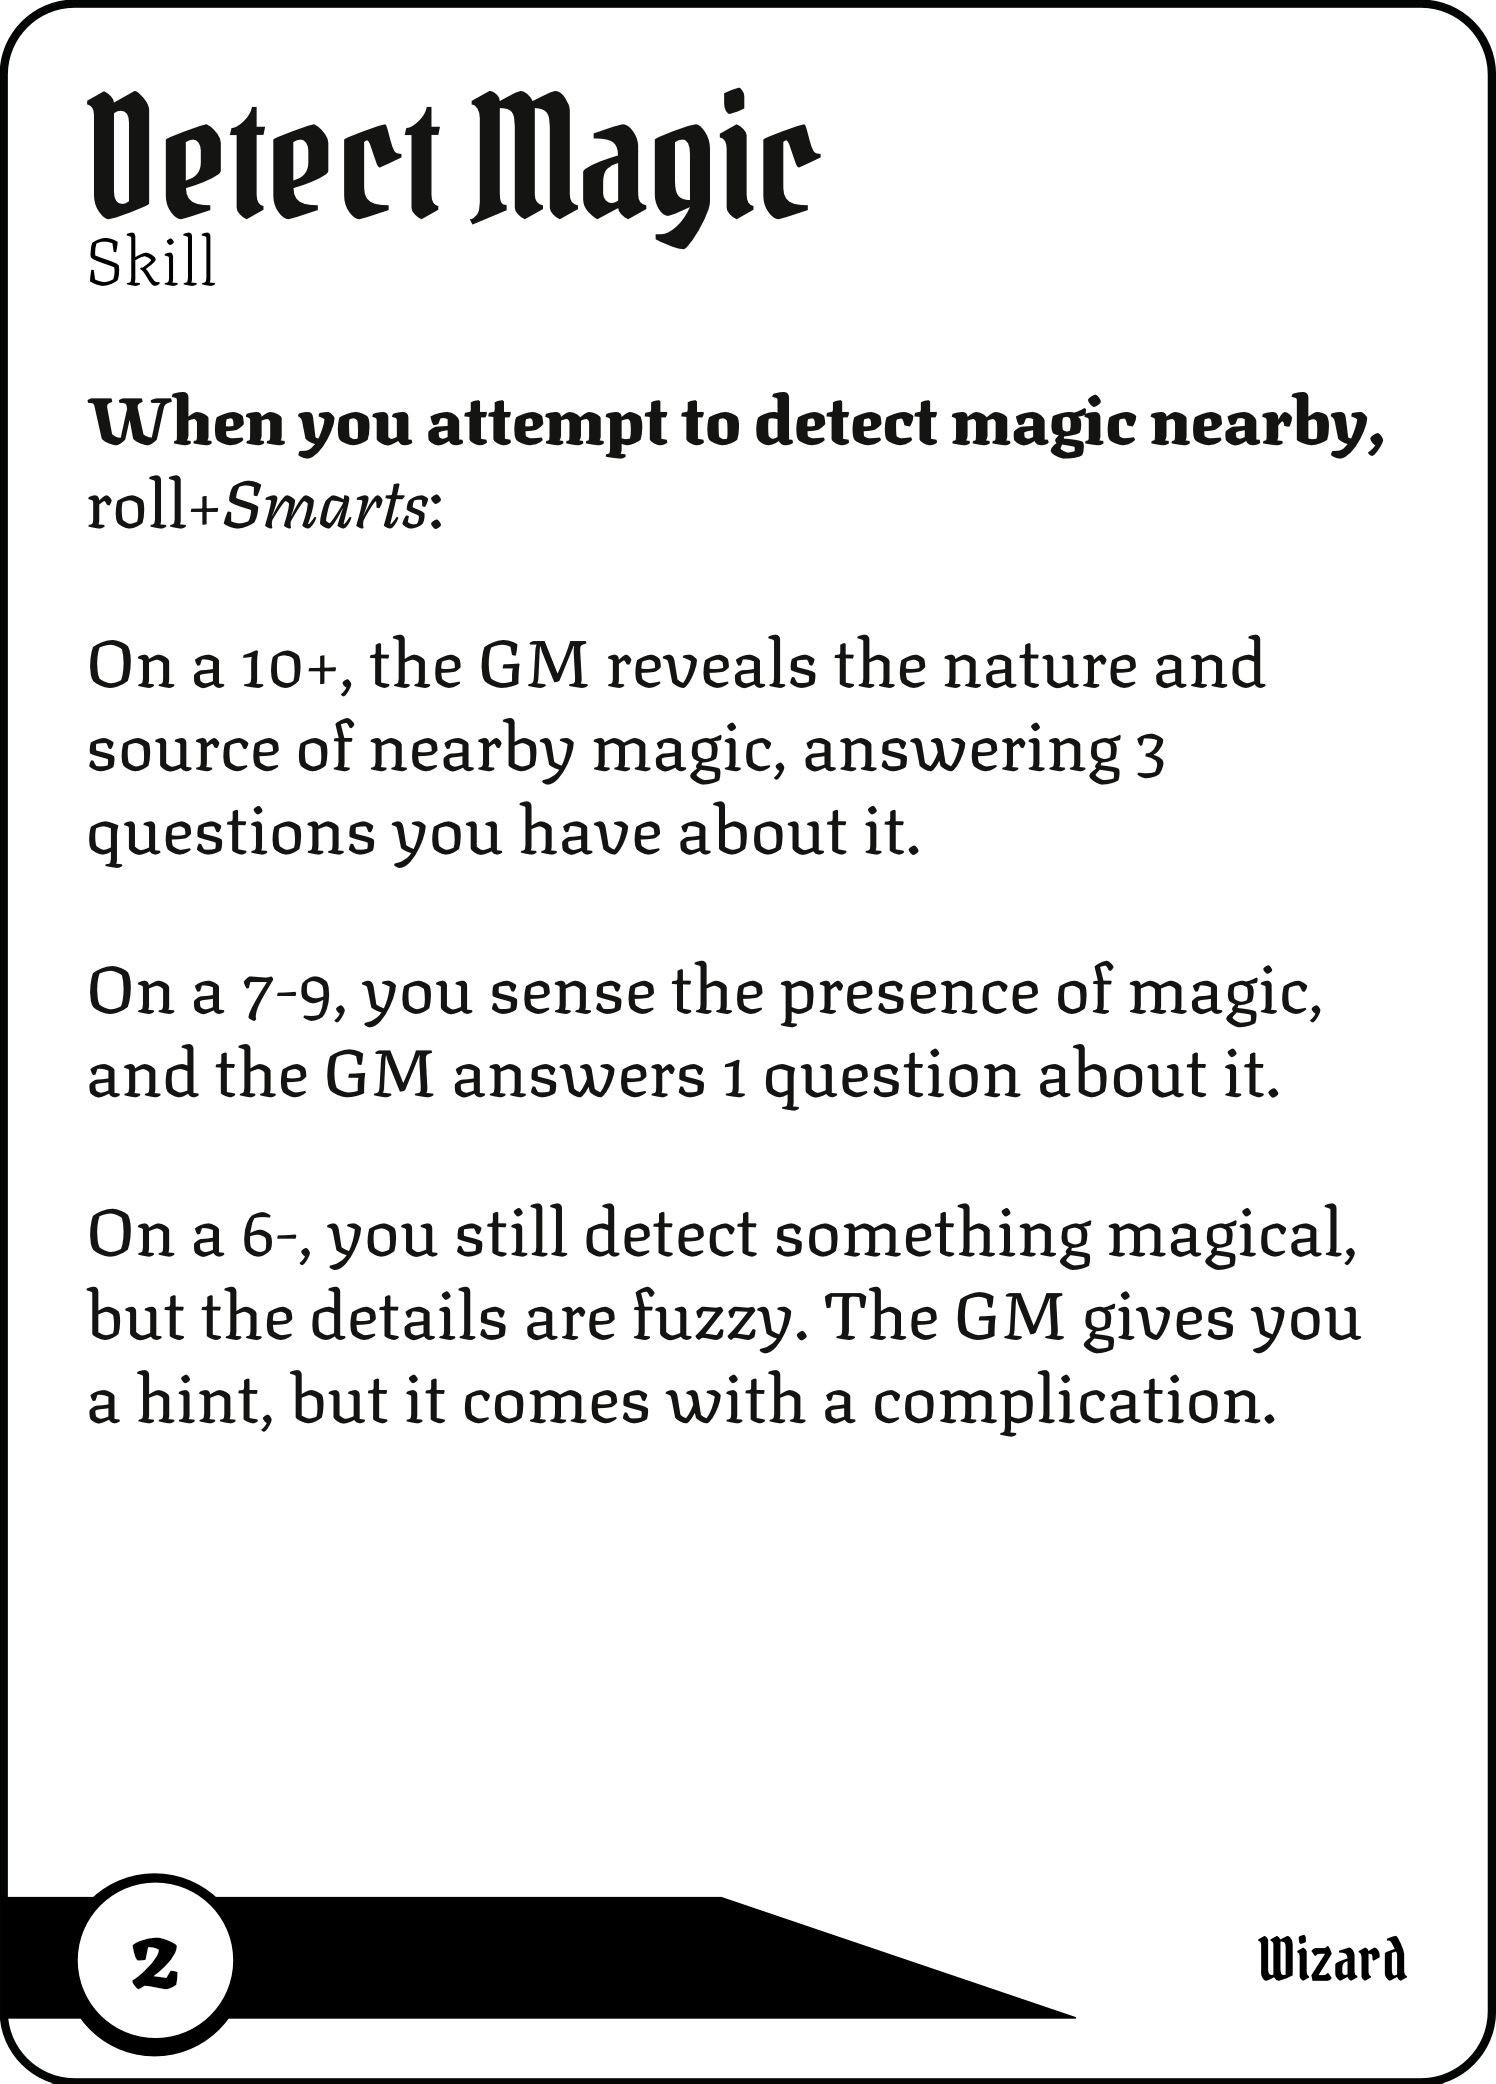 Detect Magic
Skill
When you attempt to detect magic nearby,
roll+Smarts:
On a 10+, the GM reveals the nature and
source of nearby magic, answering 3
questions you have about it.
On a 7-9, you sense the presence of magic,
and the GM answers 1 question about it.
On a 6-, you still detect something magical,
but the details are fuzzy. The GM gives you
a hint, but it comes with a complication.
2
Wizard